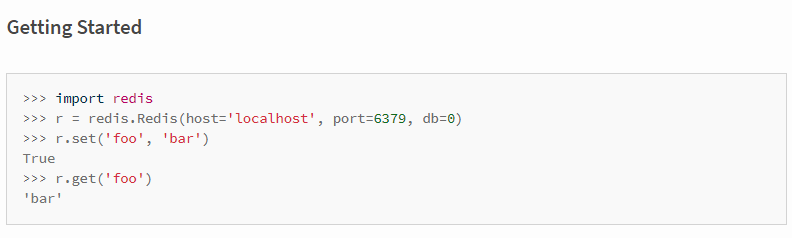 Getting Started
>>> import redis
>>> r = redis.Redis(host='localhost', port=6379, db=0)
>>> r.set('foo', 'bar')
True
>>> r.get('foo')
'bar'